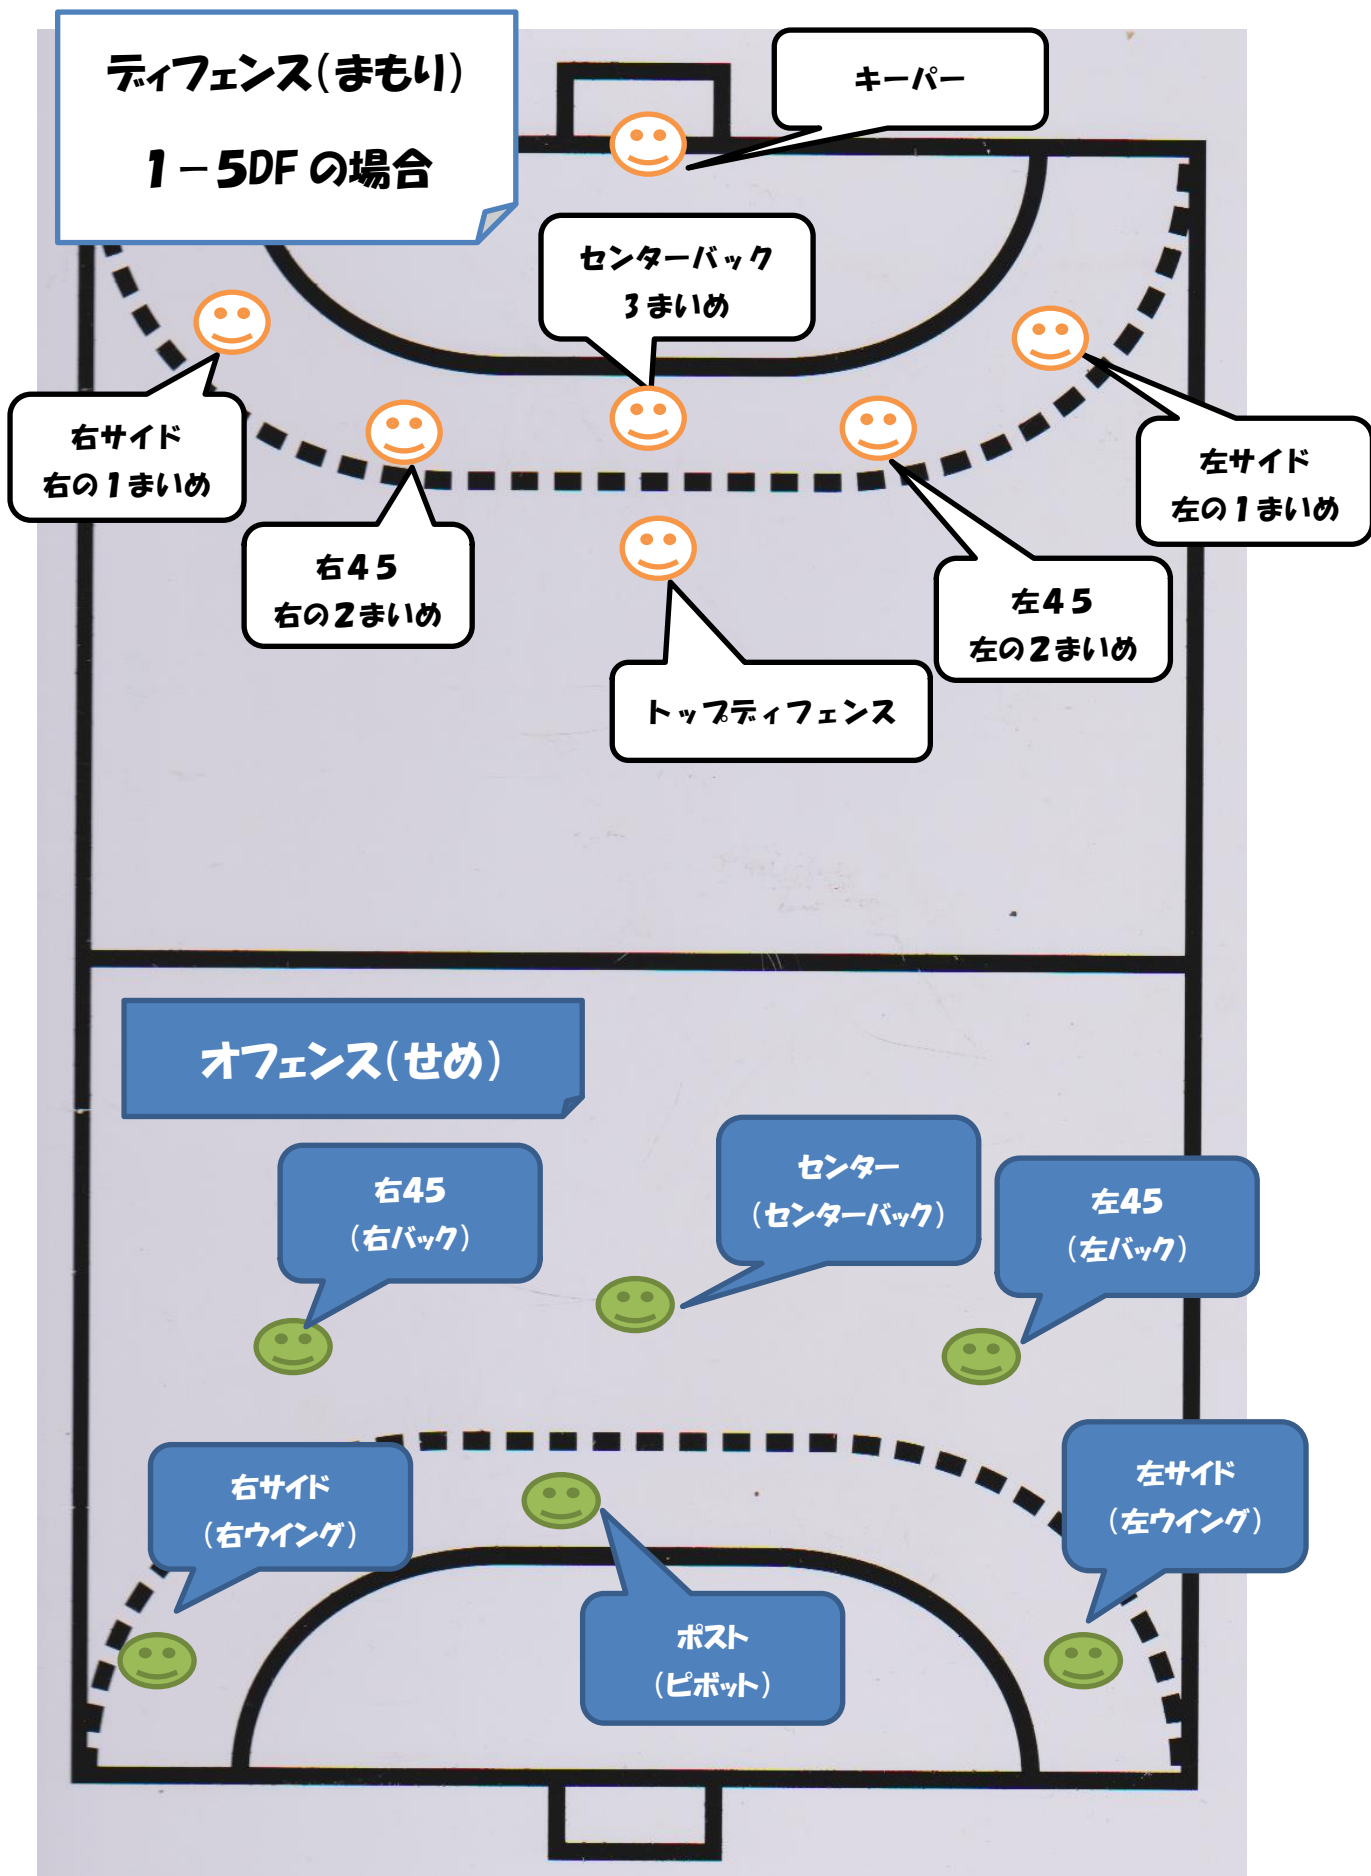 ディフェンス(まもり)
1－5DFの場合
キーパー
センターバック
3まいめ
右サイド
右の1まいめ
左サイド
左の1まいめ
右45
右の2まいめ
左45
左の2まいめ
トップディフェンス
オフェンス(せめ)
右45
(右バック)
センター
(センターバック)
左45
(左バック)
右サイド
(右ウイング)
左サイド
(左ウイング)
ポスト
(ピボット)